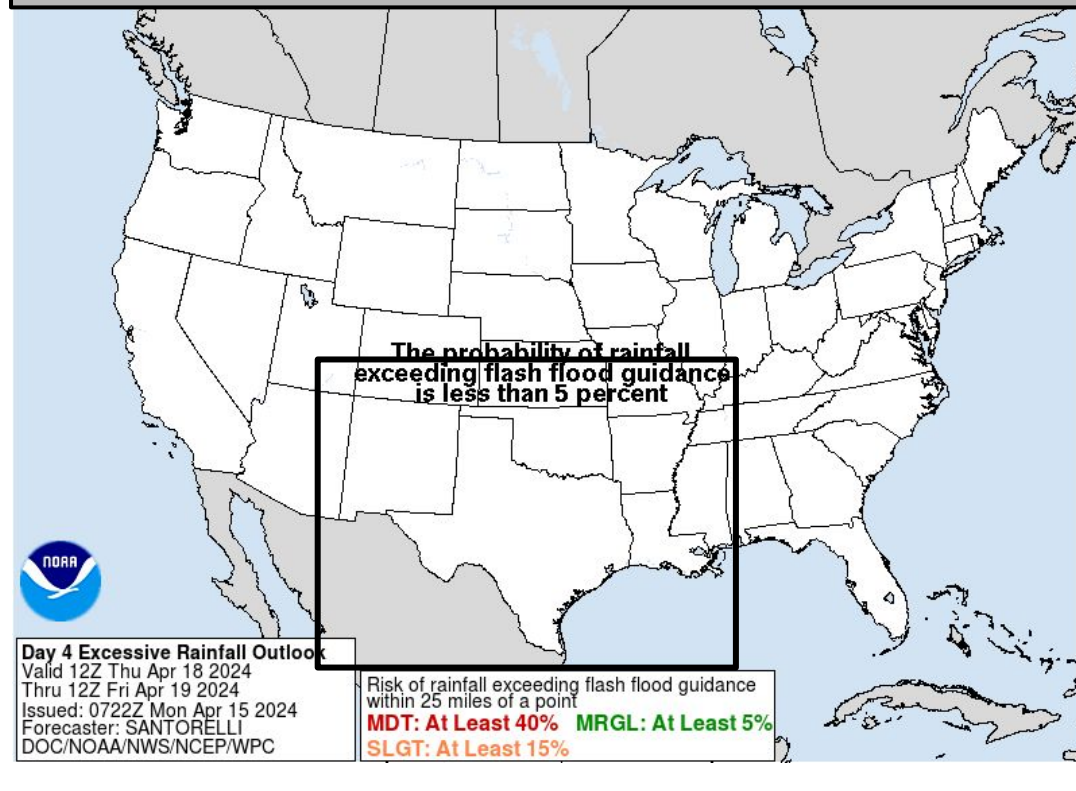 The probability of rainfall
exceeding flash flood guidance
is less than 5 percent
NOAA
Day 4 Excessive Rainfall Outlook
Valid 12Z Thu Apr 18 2024
Thru 12Z Fri Apr 19 2024
Issued: 0722Z Mon Apr 15 2024
Forecaster: SANTORELLI
DOC/NOAA/NWS/NCEP/WPC
Risk of rainfall exceeding flash flood guidance
within 25 miles of a point
MDT: At Least 40% MRGL: At Least 5%
SLGT: At Least 15%